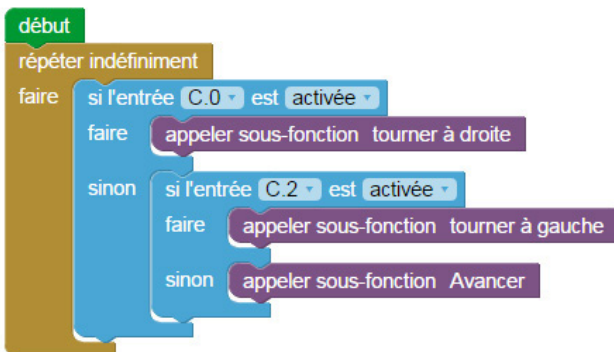 début
répéter indéfiniment
faire si l'entrée C.0 est activée
faire appeler sous-fonction tourner à droite
sinon si l'entrée C.2 est activée
faire appeler sous-fonction tourner à gauche
sinon appeler sous-fonction Avancer